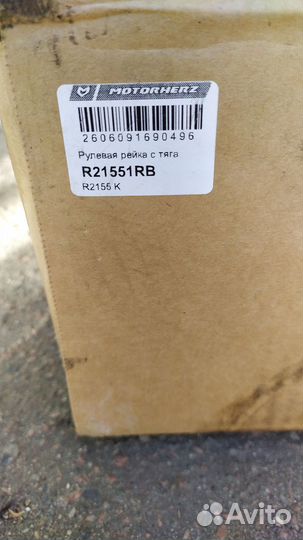 MOTORHERZ
2606091690496
Рулевая рейка с тяга
R21551RB
R2155 K
Avito